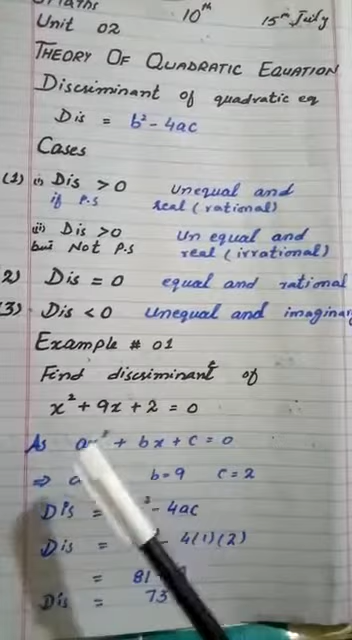 Maths 10th 15th July
Unit 02
THEORY OF QUADRATIC EQUATION
Discriminant of quadratic eq
Dis = b² - 4ac
Cases
(1) i) Dis > 0 Unequal and
if P.S real (rational)
ii) Dis > 0 Un equal and
but Not P.S real (irrational)
2) Dis = 0 equal and rational
3) Dis < 0 Unequal and imaginary
Example # 01
Find discriminant of
x² + 9x + 2 = 0
As + bx + c = 0
⇒ b = 9 c = 2
Dis = - 4ac
Dis = - 4(1)(2)
= 81
Dis = 73